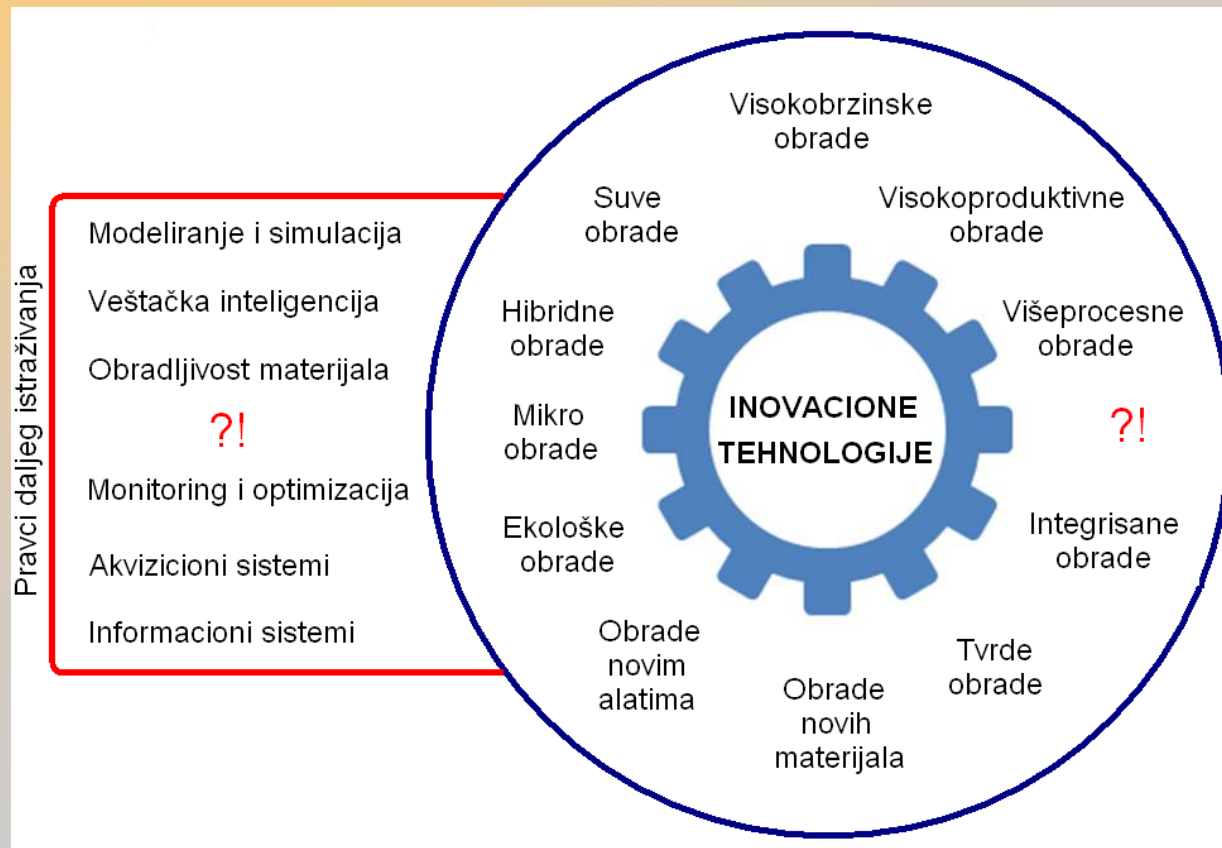 Pravci daljeg istraživanja
Modeliranje i simulacija
Veštačka inteligencija
Obradljivost materijala
?!
Monitoring i optimizacija
Akvizicioni sistemi
Informacioni sistemi
INOVACIONE
TEHNOLOGIJE
Visokobrzinske
obrade
Visokoproduktivne
obrade
Višeprocesne
obrade
?!
Integrisane
obrade
Tvrde
obrade
Obrade
novih
materijala
Obrade
novim
alatima
Ekološke
obrade
Mikro
obrade
Hibridne
obrade
Suve
obrade